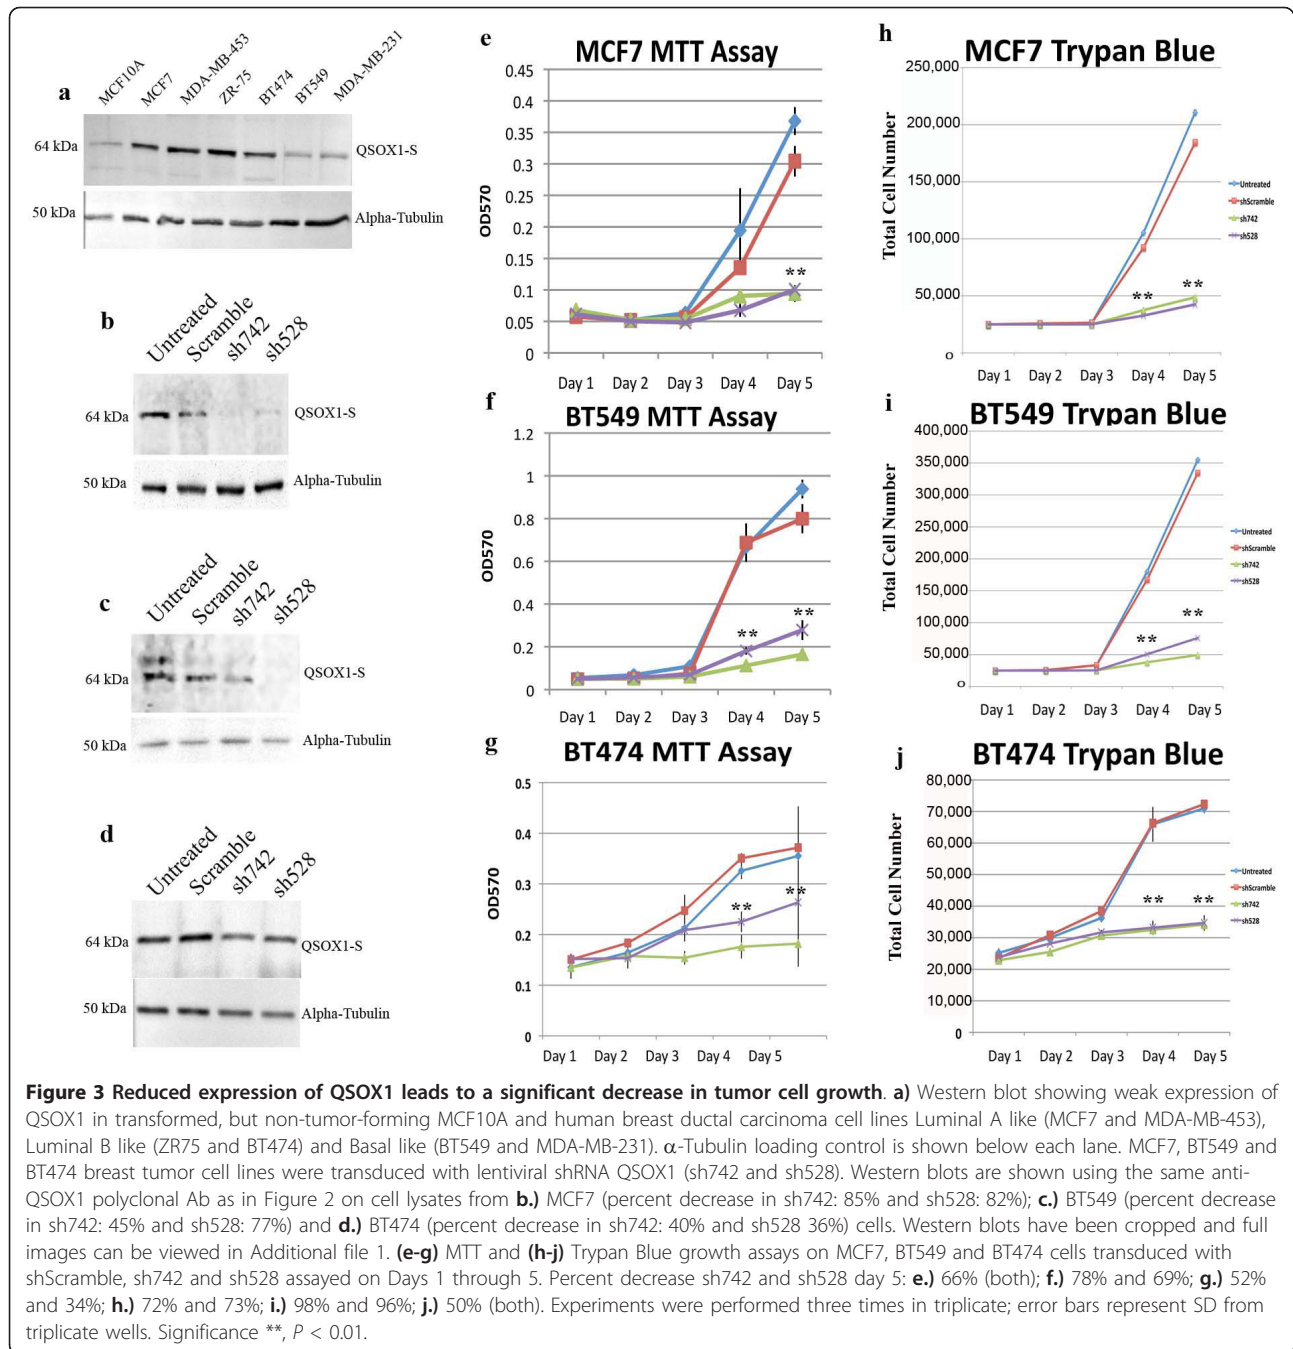 a
MCF10A
MCF7
MDA-MB-453
ZR-75
BT474
BT549
MDA-MB-231
64 kDa
QSOX1-S
50 kDa
Alpha-Tubulin
b
Untreated
Scramble
sh742
sh528
64 kDa
QSOX1-S
50 kDa
Alpha-Tubulin
c
Untreated
Scramble
sh742
sh528
64 kDa
QSOX1-S
50 kDa
Alpha-Tubulin
d
Untreated
Scramble
sh742
sh528
64 kDa
QSOX1-S
50 kDa
Alpha-Tubulin
e
MCF7 MTT Assay
OD570
0.45
0.4
0.35
0.3
0.25
0.2
0.15
0.1
0.05
0
**
Day 1 Day 2 Day 3 Day 4 Day 5
f
BT549 MTT Assay
OD570
1.2
1
0.8
0.6
0.4
0.2
0
** **
Day 1 Day 2 Day 3 Day 4 Day 5
g
BT474 MTT Assay
OD570
0.5
0.4
0.3
0.2
0.1
0
** **
Day 1 Day 2 Day 3 Day 4 Day 5
h
MCF7 Trypan Blue
Total Cell Number
250,000
200,000
150,000
100,000
50,000
0
** **
Day 1 Day 2 Day 3 Day 4 Day 5
Untreated
shScramble
sh742
sh528
i
BT549 Trypan Blue
Total Cell Number
400,000
350,000
300,000
250,000
200,000
150,000
100,000
50,000
0
** **
Day 1 Day 2 Day 3 Day 4 Day 5
Untreated
shScramble
sh742
sh528
j
BT474 Trypan Blue
Total Cell Number
80,000
70,000
60,000
50,000
40,000
30,000
20,000
10,000
0
** **
Day 1 Day 2 Day 3 Day 4 Day 5
Untreated
shScramble
sh742
sh528
Figure 3 Reduced expression of QSOX1 leads to a significant decrease in tumor cell growth. a) Western blot showing weak expression of
QSOX1 in transformed, but non-tumor-forming MCF10A and human breast ductal carcinoma cell lines Luminal A like (MCF7 and MDA-MB-453),
Luminal B like (ZR75 and BT474) and Basal like (BT549 and MDA-MB-231). α-Tubulin loading control is shown below each lane. MCF7, BT549 and
BT474 breast tumor cell lines were transduced with lentiviral shRNA QSOX1 (sh742 and sh528). Western blots are shown using the same anti-
QSOX1 polyclonal Ab as in Figure 2 on cell lysates from b.) MCF7 (percent decrease in sh742: 85% and sh528: 82%); c.) BT549 (percent decrease
in sh742: 45% and sh528: 77%) and d.) BT474 (percent decrease in sh742: 40% and sh528 36%) cells. Western blots have been cropped and full
images can be viewed in Additional file 1. (e-g) MTT and (h-j) Trypan Blue growth assays on MCF7, BT549 and BT474 cells transduced with
shScramble, sh742 and sh528 assayed on Days 1 through 5. Percent decrease sh742 and sh528 day 5: e.) 66% (both); f.) 78% and 69%; g.) 52%
and 34%; h.) 72% and 73%; i.) 98% and 96%; j.) 50% (both). Experiments were performed three times in triplicate; error bars represent SD from
triplicate wells. Significance **, P < 0.01.